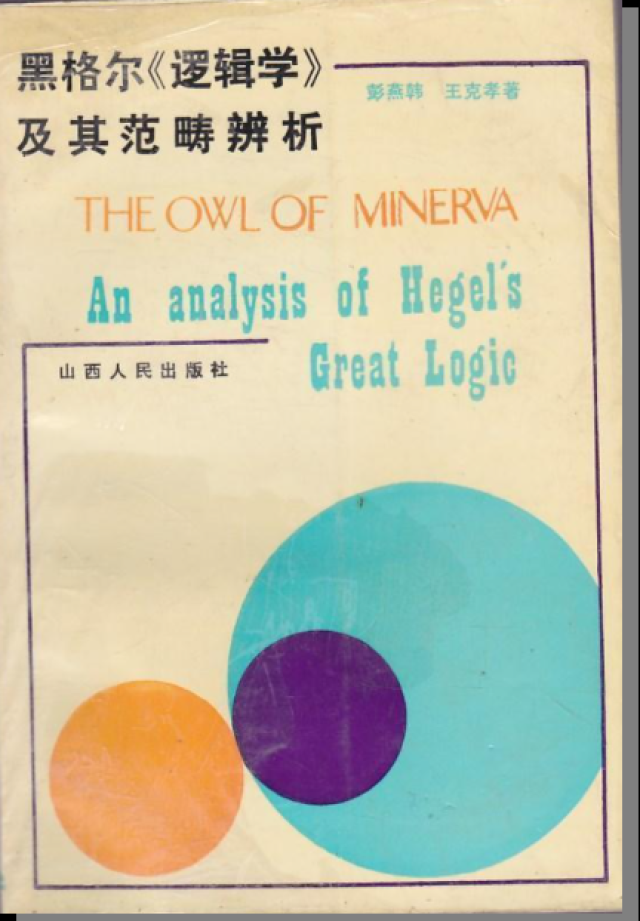 黑格尔《逻辑学》
及其范畴辨析
彭燕韩 王克孝著
THE OWL OF MINERVA
An analysis of Hegel's
Great Logic
山西人民出版社